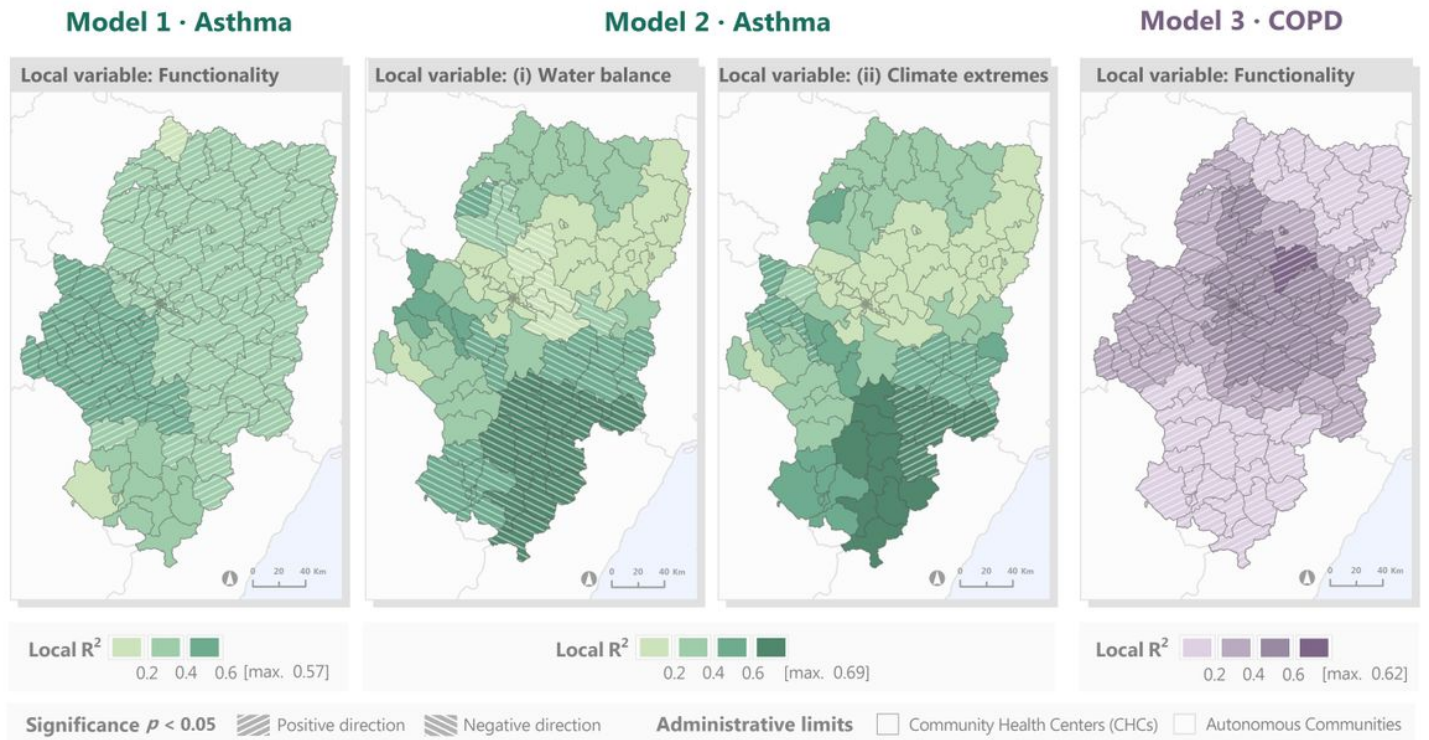 Model 1 · Asthma
Model 2 · Asthma
Model 3 · COPD
Local variable: Functionality
Local variable: (i) Water balance
Local variable: (ii) Climate extremes
Local variable: Functionality
0 20 40 Km
0 20 40 Km
0 20 40 Km
0 20 40 Km
Local R²
0.2 0.4 0.6 [max. 0.57]
Local R²
0.2 0.4 0.6 [max. 0.69]
Local R²
0.2 0.4 0.6 [max. 0.62]
Significance p < 0.05 Positive direction Negative direction Administrative limits Community Health Centers (CHCs) Autonomous Communities